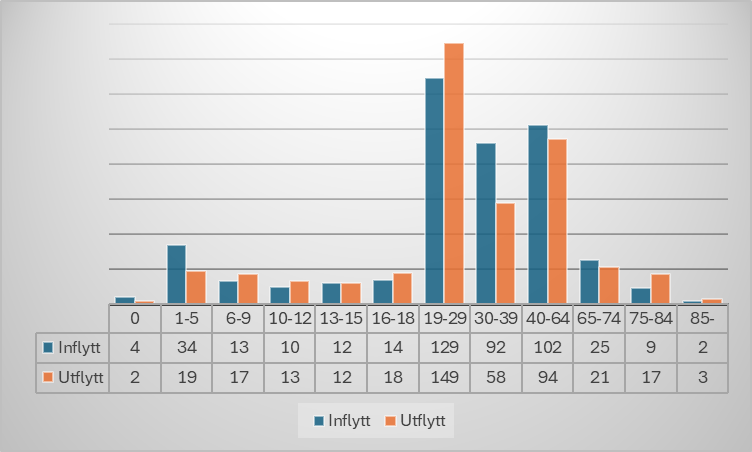 0 1-5 6-9 10-12 13-15 16-18 19-29 30-39 40-64 65-74 75-84 85-
Inflytt 4 34 13 10 12 14 129 92 102 25 9 2
Utflytt 2 19 17 13 12 18 149 58 94 21 17 3
Inflytt Utflytt